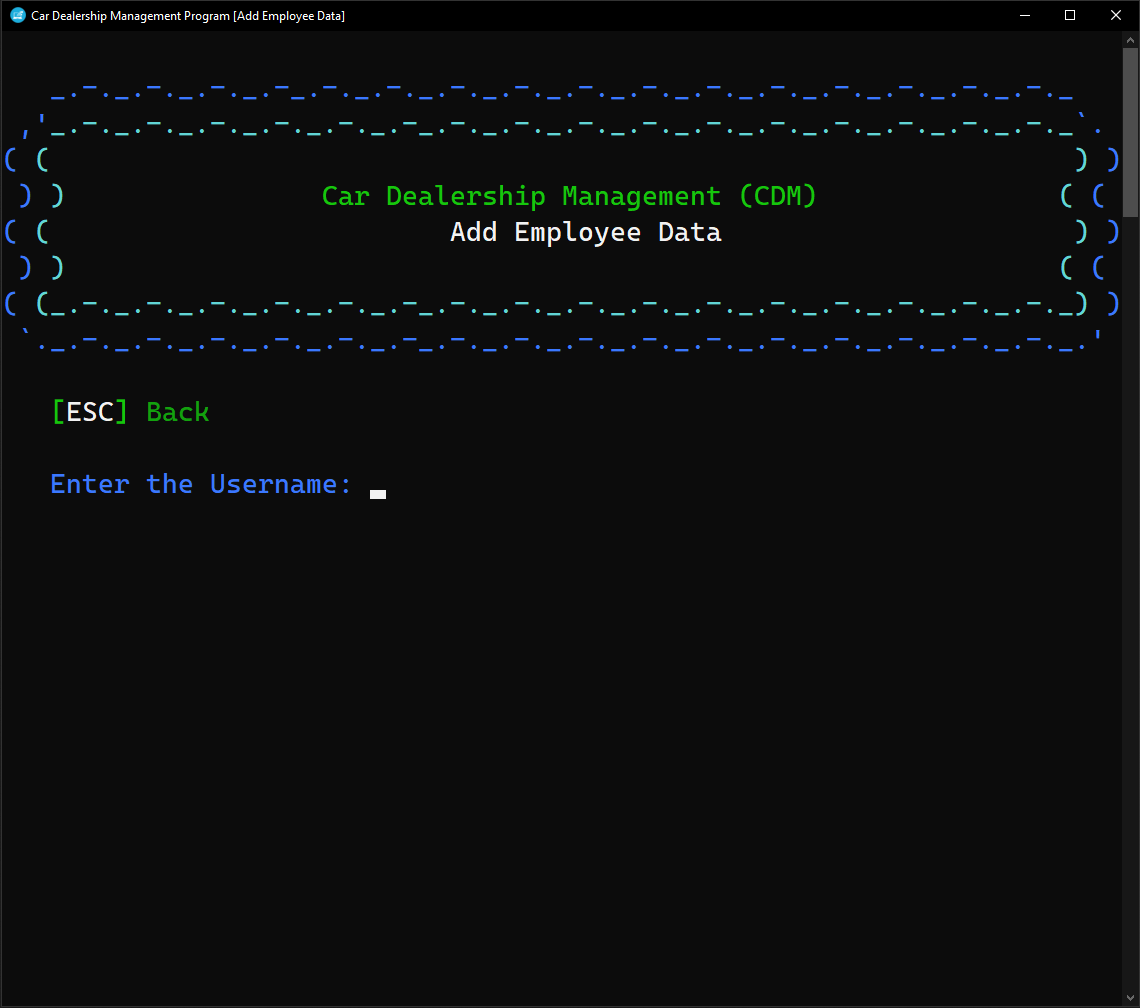 Car Dealership Management Program [Add Employee Data]
Car Dealership Management (CDM)
Add Employee Data
[ESC] Back
Enter the Username: